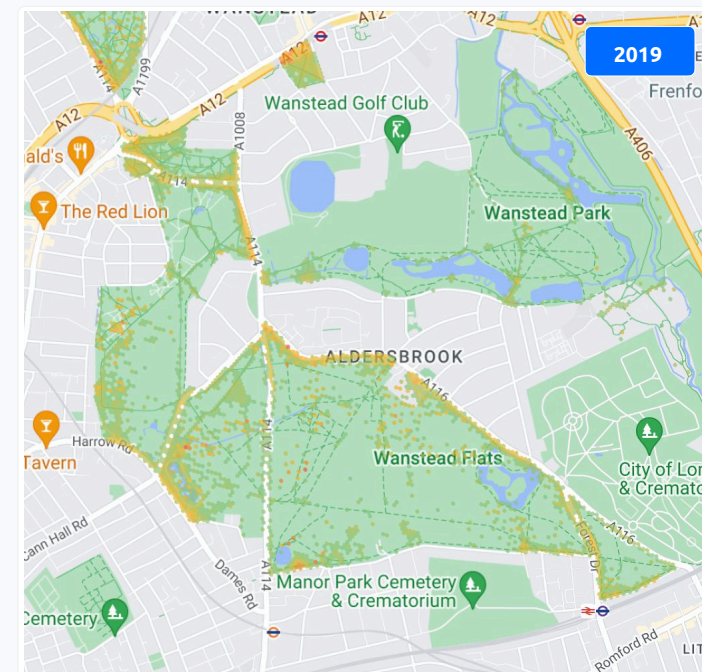 WANSTEAD
A12
A12
2019
A114
A1199
A12
Wanstead Golf Club
Frenfo
A12
A12
A1008
A406
ald's
A114
The Red Lion
Wanstead Park
A114
ALDERSBROOK
A116
A114
Harrow Rd
Tavern
Wanstead Flats
City of Lon
& Cremato
cann Hall Rd
A116
Forest Dr
Dames Rd
A114
Manor Park Cemetery
& Crematorium
Cemetery
Romford Rd
LIT